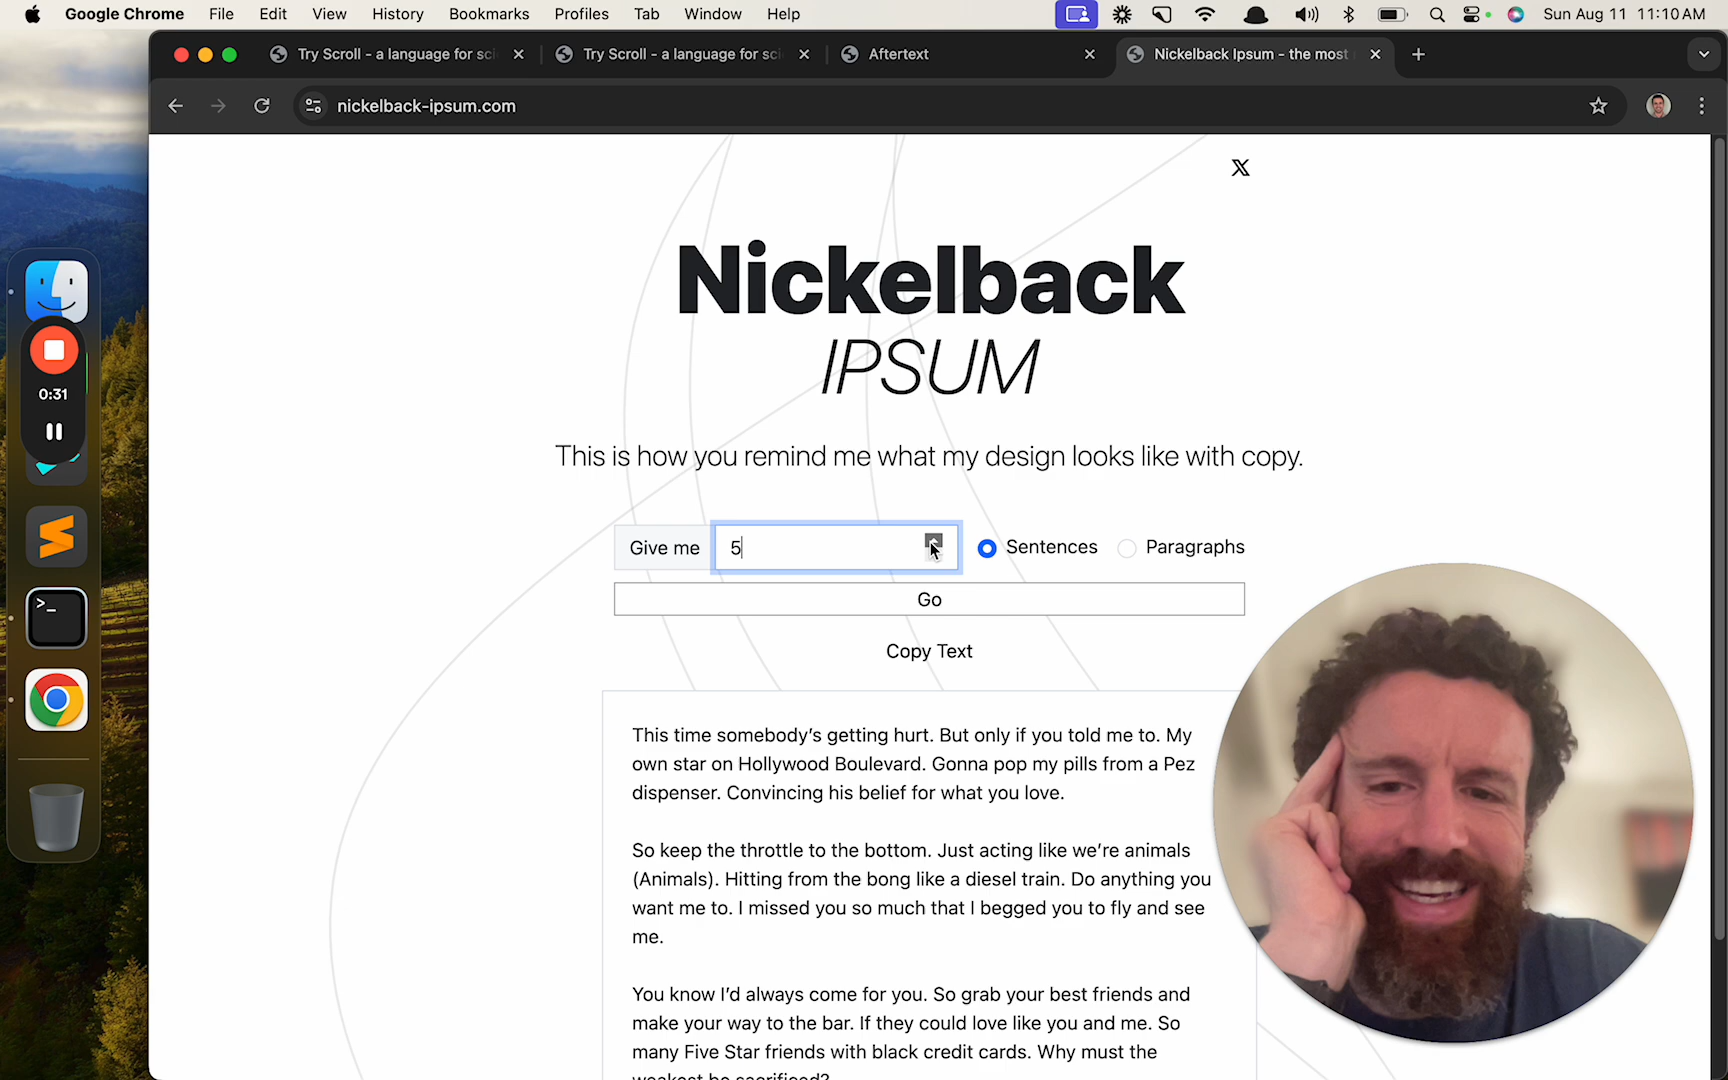 Google Chrome File Edit View History Bookmarks Profiles Tab Window Help Sun Aug 11 11:10 AM
Try Scroll - a language for sci Try Scroll - a language for sci Aftertext Nickelback Ipsum - the most
nickelback-ipsum.com
Nickelback
IPSUM
This is how you remind me what my design looks like with copy.
Give me 5 Sentences Paragraphs
Go
Copy Text
0:31
This time somebody’s getting hurt. But only if you told me to. My
own star on Hollywood Boulevard. Gonna pop my pills from a Pez
dispenser. Convincing his belief for what you love.
So keep the throttle to the bottom. Just acting like we’re animals
(Animals). Hitting from the bong like a diesel train. Do anything you
want me to. I missed you so much that I begged you to fly and see
me.
You know I’d always come for you. So grab your best friends and
make your way to the bar. If they could love like you and me. So
many Five Star friends with black credit cards. Why must the
weakest be sacrificed?